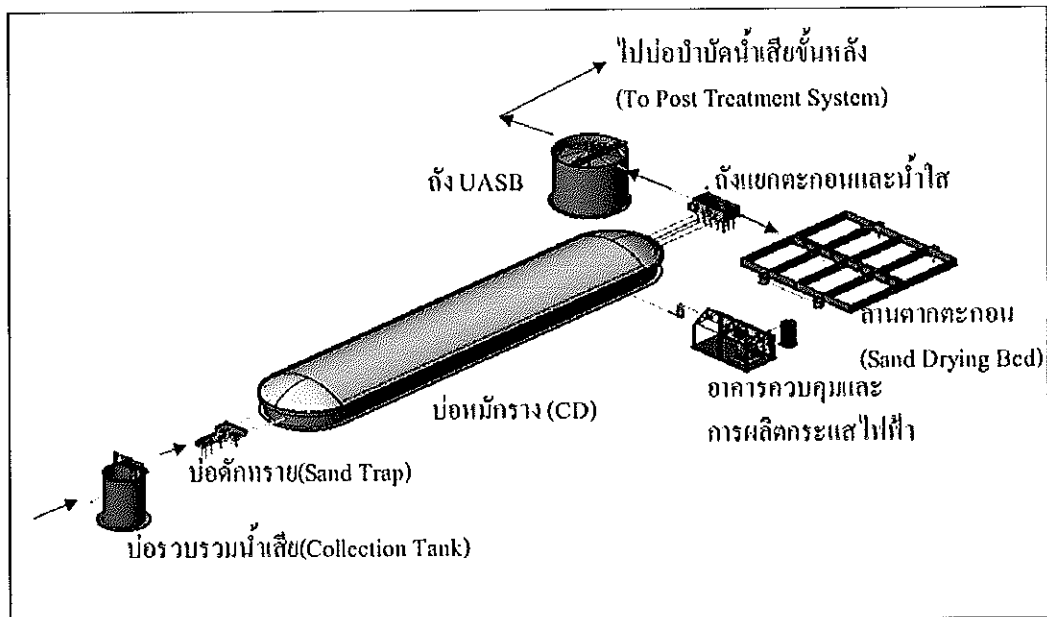 ไปบ่อบำบัดน้ำเสียขั้นหลัง
(To Post Treatment System)
ถัง UASB
ถังแยกตะกอนและน้ำใส
ลานตากตะกอน
(Sand Drying Bed)
บ่อหมักราง (CD)
อาคารควบคุมและ
การผลิตกระแสไฟฟ้า
บ่อดักทราย(Sand Trap)
บ่อรวบรวมน้ำเสีย(Collection Tank)